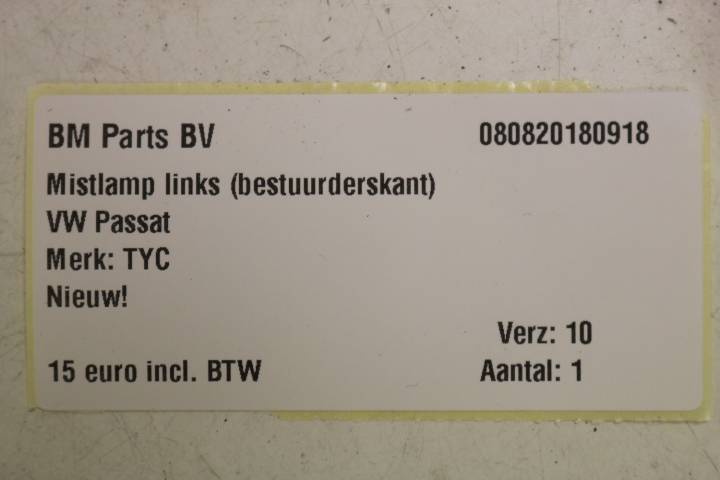 BM Parts BV 080820180918
Mistlamp links (bestuurderskant)
VW Passat
Merk: TYC
Nieuw!
Verz: 10
15 euro incl. BTW Aantal: 1